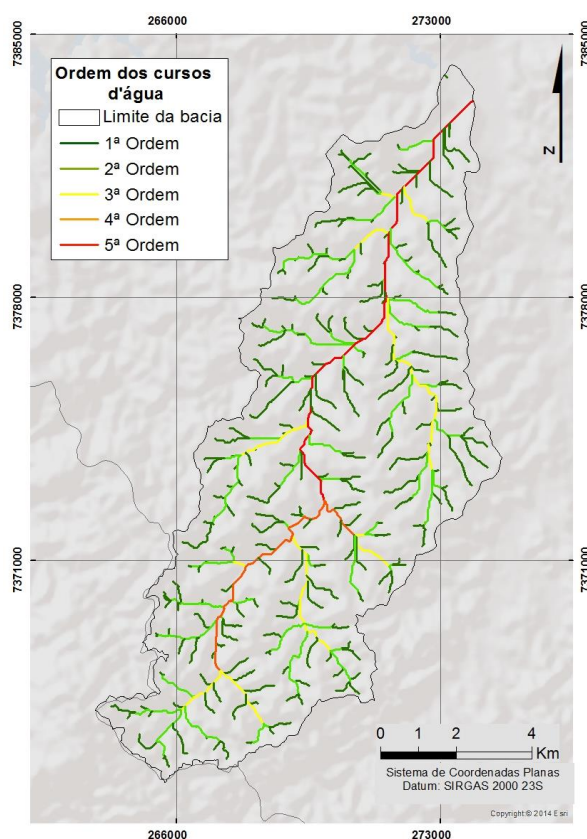 266000
273000
7385000
7385000
Ordem dos cursos
d'água
Limite da bacia
1ª Ordem
2ª Ordem
3ª Ordem
4ª Ordem
5ª Ordem
N
7378000
7378000
7371000
7371000
0 1 2 4
Km
Sistema de Coordenadas Planas
Datum: SIRGAS 2000 23S
Copyright © 2014 Esri
266000
273000